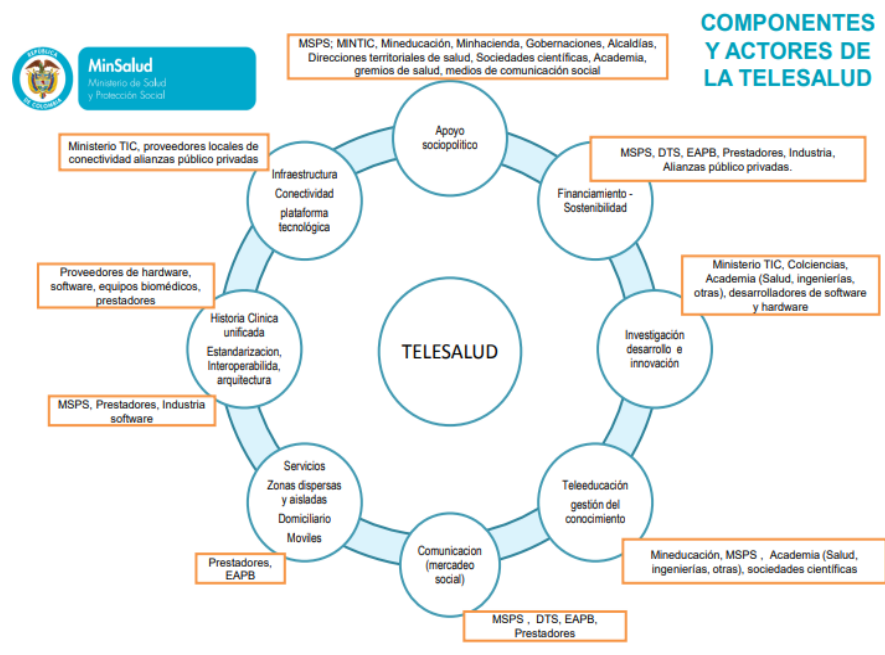 COMPONENTES
Y ACTORES DE
LA TELESALUD
REPÚBLICA
DE COLOMBIA
MinSalud
Ministerio de Salud
y Protección Social
MSPS; MINTIC, Mineducación, Minhacienda, Gobernaciones, Alcaldías,
Direcciones territoriales de salud, Sociedades científicas, Academia,
gremios de salud, medios de comunicación social
Apoyo
sociopolitico
MSPS, DTS, EAPB, Prestadores, Industria,
Alianzas público privadas.
Financiamiento -
Sostenibilidad
Ministerio TIC, Colciencias,
Academia (Salud, ingenierías,
otras), desarrolladores de software
y hardware
Investigación
desarrollo e
innovación
Teleeducación
gestión del
conocimiento
Mineducación, MSPS , Academia (Salud,
ingenierías, otras), sociedades científicas
Comunicacion
(mercadeo
social)
MSPS , DTS, EAPB,
Prestadores
Servicios
Zonas dispersas
y aisladas
Domiciliario
Moviles
Prestadores,
EAPB
Historia Clinica
unificada
Estandarizacion,
Interoperabilida,
arquitectura
MSPS, Prestadores, Industria
software
Proveedores de hardware,
software, equipos biomédicos,
prestadores
Infraestructura
Conectividad
plataforma
tecnológica
Ministerio TIC, proveedores locales de
conectividad alianzas público privadas
TELESALUD